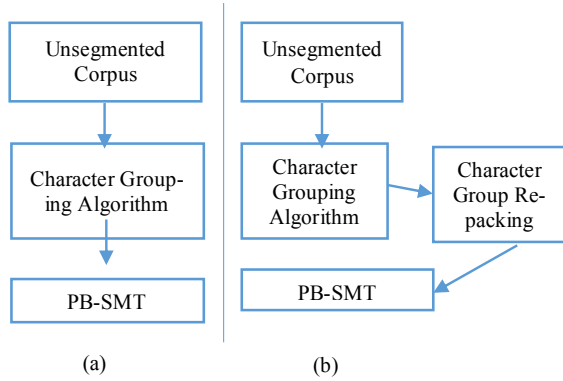 Unsegmented
Corpus
Character Group-
ing Algorithm
PB-SMT
(a)
Unsegmented
Corpus
Character
Grouping
Algorithm
Character
Group Re-
packing
PB-SMT
(b)